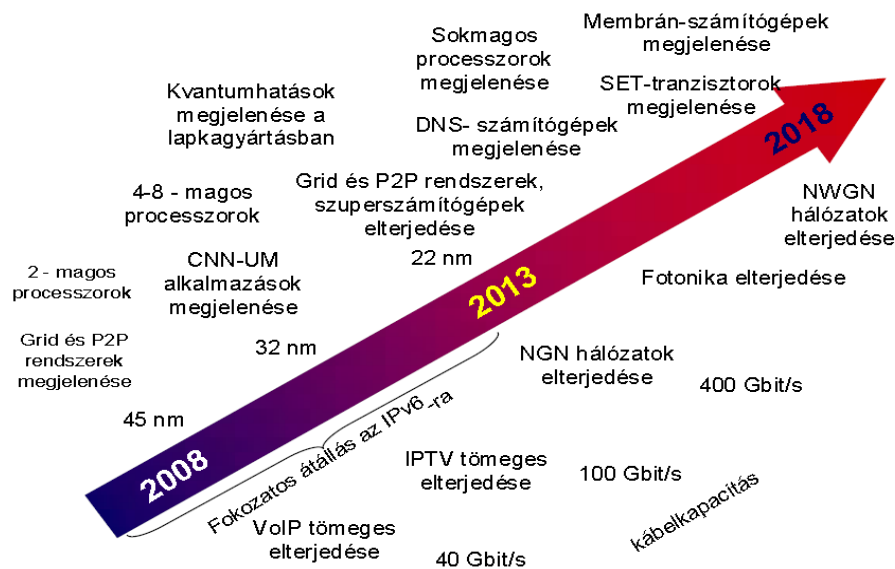 Membrán-számítógépek
megjelenése
Sokmagos
processzorok
megjelenése
SET-tranzisztorok
megjelenése
Kvantumhatások
megjelenése a
lapkagyártásban
DNS- számítógépek
megjelenése
2018
4-8 - magos
processzorok
Grid és P2P rendszerek,
szuperszámítógépek
elterjedése
NWGN
hálózatok
elterjedése
22 nm
CNN-UM
alkalmazások
megjelenése
2 - magos
processzorok
2013
Fotonika elterjedése
Grid és P2P
rendszerek
megjelenése
32 nm
NGN hálózatok
elterjedése
400 Gbit/s
45 nm
2008
Fokozatos átállás az IPv6-ra
IPTV tömeges
elterjedése
100 Gbit/s
kábelkapacitás
VoIP tömeges
elterjedése
40 Gbit/s